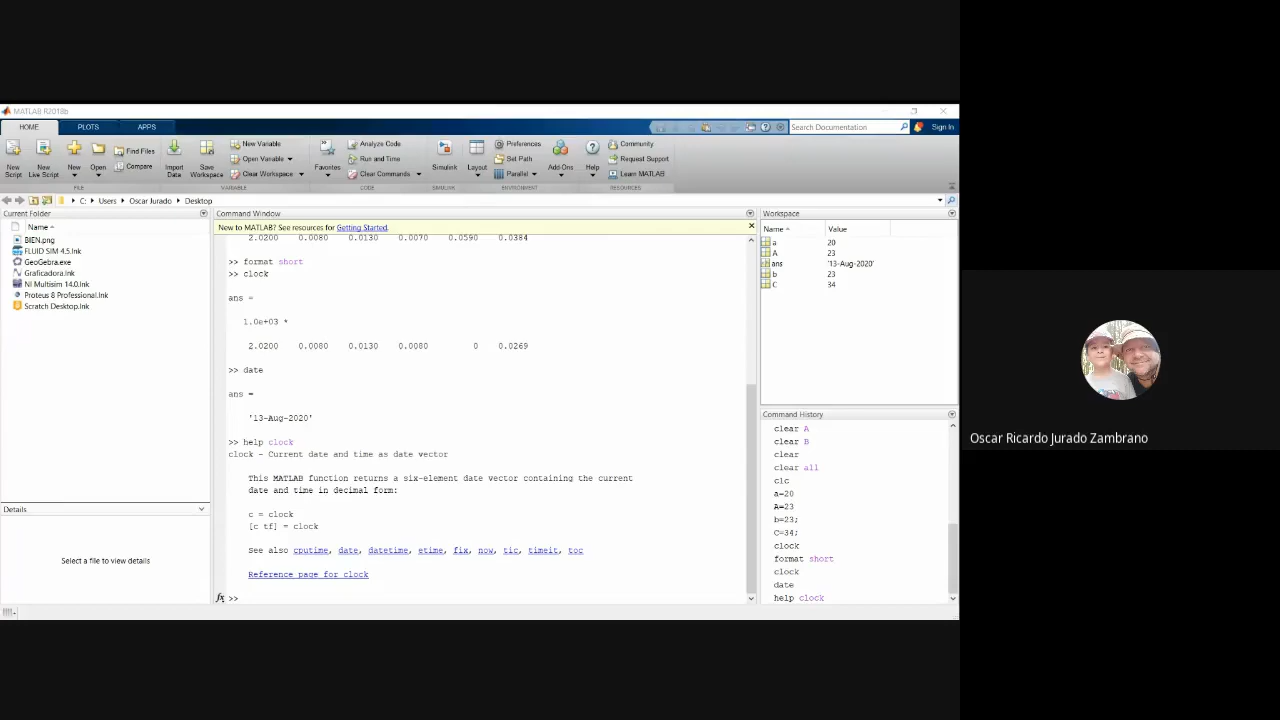 MATLAB R2018b
HOME PLOTS APPS
Search Documentation
Sign In
New Script
New Live Script
New
Open
Find Files
Compare
Import Data
Save Workspace
New Variable
Open Variable
Clear Workspace
Favorites
Analyze Code
Run and Time
Clear Commands
Simulink
Layout
Preferences
Set Path
Parallel
Add-Ons
Help
Community
Request Support
Learn MATLAB
FILE VARIABLE CODE SIMULINK ENVIRONMENT RESOURCES
C: Users Oscar Jurado Desktop
Current Folder
Name
BIEN.png
FLUID SIM 4.5.lnk
GeoGebra.exe
Graficadora.lnk
NI Multisim 14.0.lnk
Proteus 8 Professional.lnk
Scratch Desktop.lnk
Details
Select a file to view details
Command Window
New to MATLAB? See resources for Getting Started.
2.0200 0.0080 0.0130 0.0070 0.0590 0.0384
>> format short
>> clock
ans =
1.0e+03 *
2.0200 0.0080 0.0130 0.0080 0 0.0269
>> date
ans =
'13-Aug-2020'
>> help clock
clock - Current date and time as date vector
This MATLAB function returns a six-element date vector containing the current
date and time in decimal form:
c = clock
[c tf] = clock
See also cputime, date, datetime, etime, fix, now, tic, timeit, toc
Reference page for clock
fx >>
Workspace
Name Value
a 20
A 23
ans '13-Aug-2020'
b 23
C 34
Command History
clear A
clear B
clear
clear all
clc
a=20
A=23
b=23;
C=34;
clock
format short
clock
date
help clock
Oscar Ricardo Jurado Zambrano